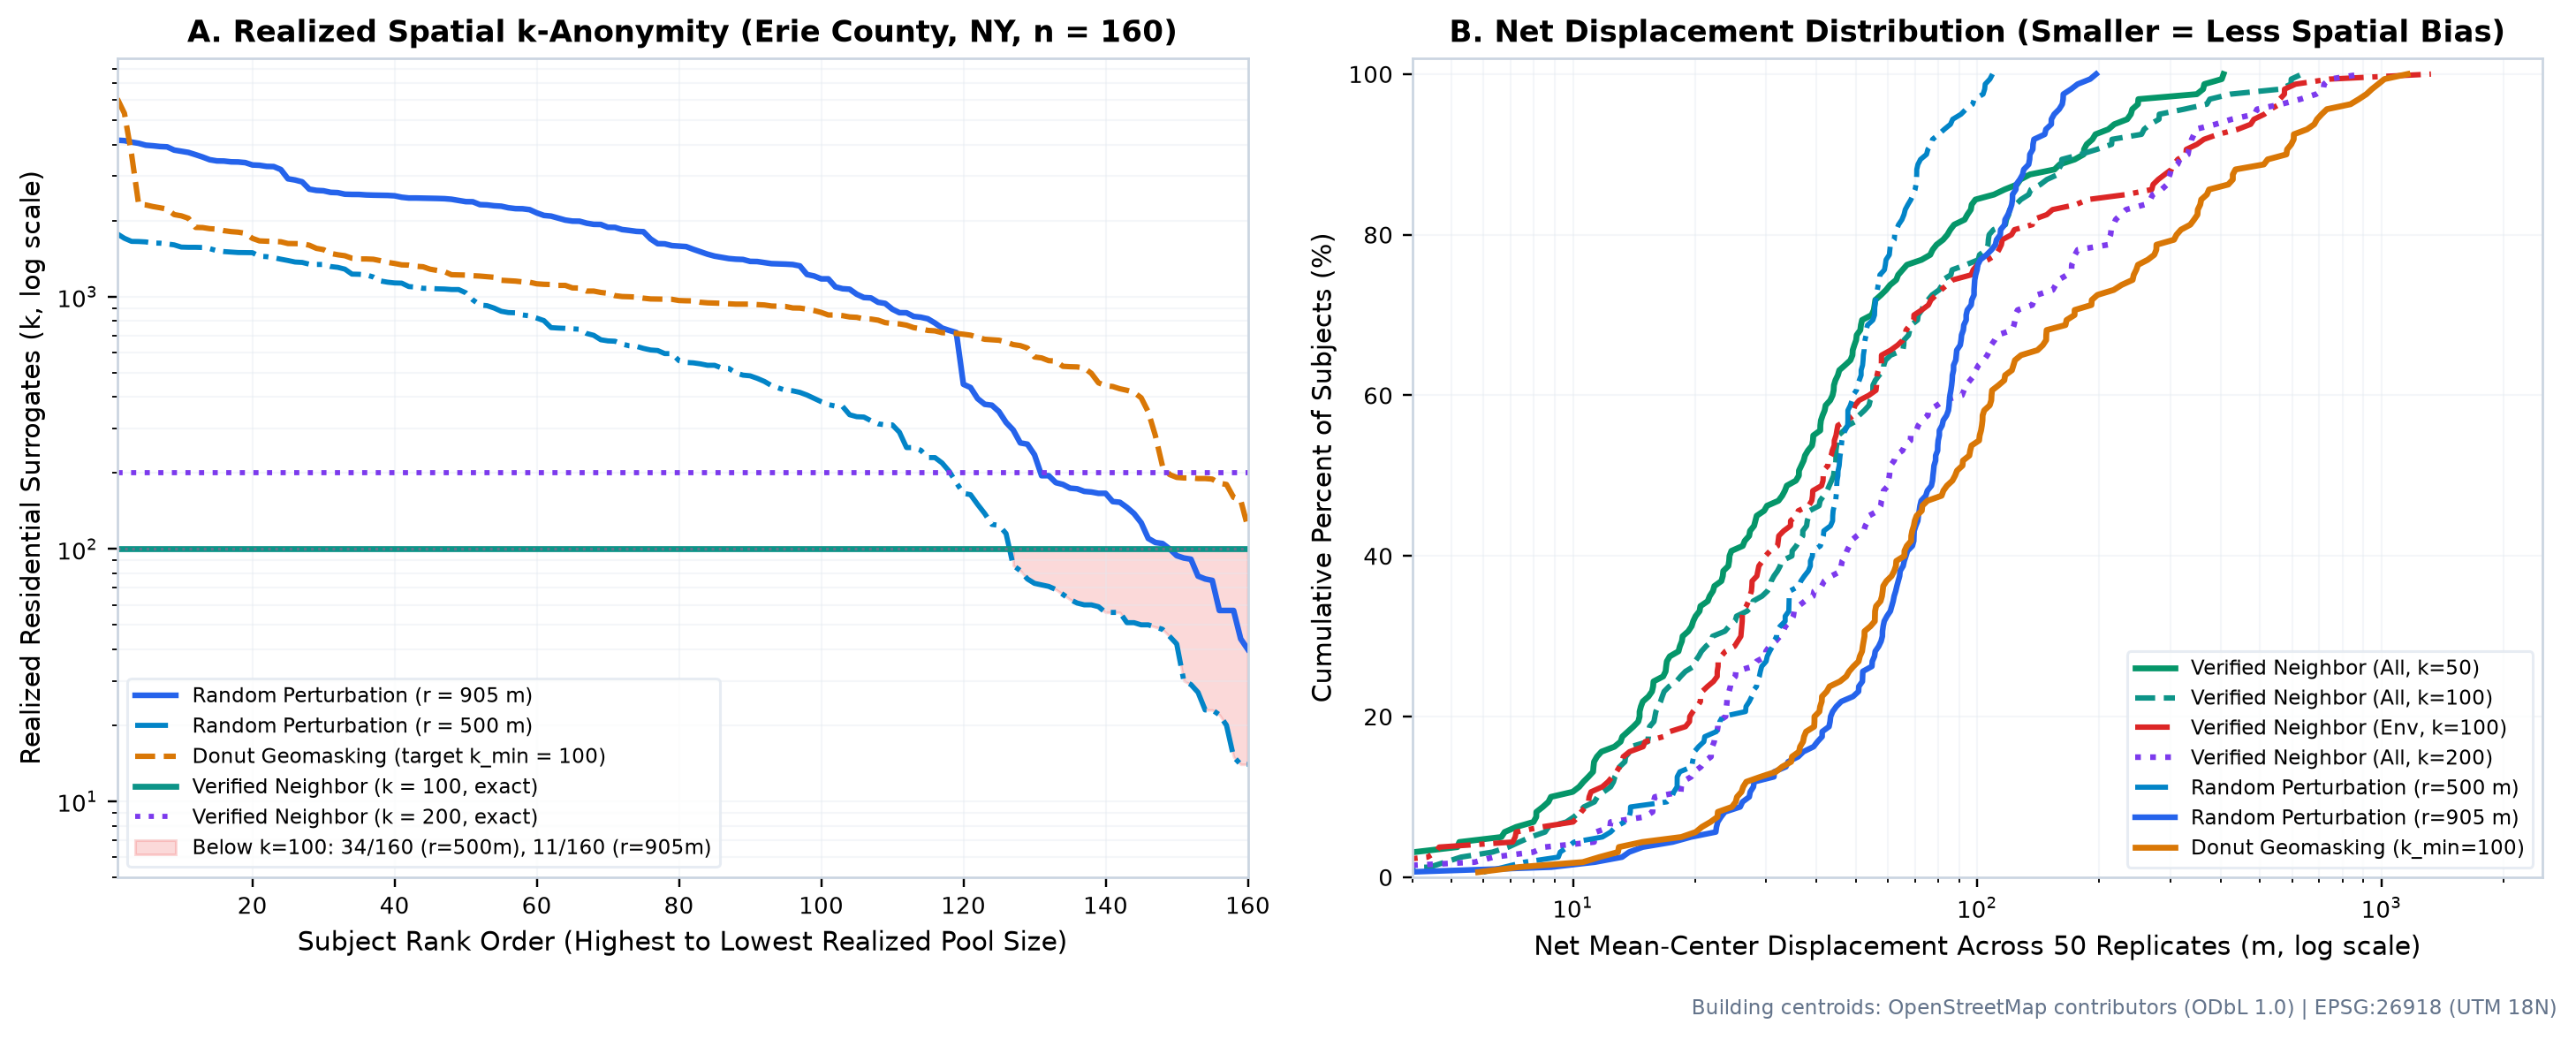 A. Realized Spatial k-Anonymity (Erie County, NY, n = 160)
Realized Residential Surrogates (k, log scale)
10³
10²
10¹
Random Perturbation (r = 905 m)
Random Perturbation (r = 500 m)
Donut Geomasking (target k_min = 100)
Verified Neighbor (k = 100, exact)
Verified Neighbor (k = 200, exact)
Below k=100: 34/160 (r=500m), 11/160 (r=905m)
20 40 60 80 100 120 140 160
Subject Rank Order (Highest to Lowest Realized Pool Size)
B. Net Displacement Distribution (Smaller = Less Spatial Bias)
Cumulative Percent of Subjects (%)
100
80
60
40
20
0
Verified Neighbor (All, k=50)
Verified Neighbor (All, k=100)
Verified Neighbor (Env, k=100)
Verified Neighbor (All, k=200)
Random Perturbation (r=500 m)
Random Perturbation (r=905 m)
Donut Geomasking (k_min=100)
10¹ 10² 10³
Net Mean-Center Displacement Across 50 Replicates (m, log scale)
Building centroids: OpenStreetMap contributors (ODbL 1.0) | EPSG:26918 (UTM 18N)